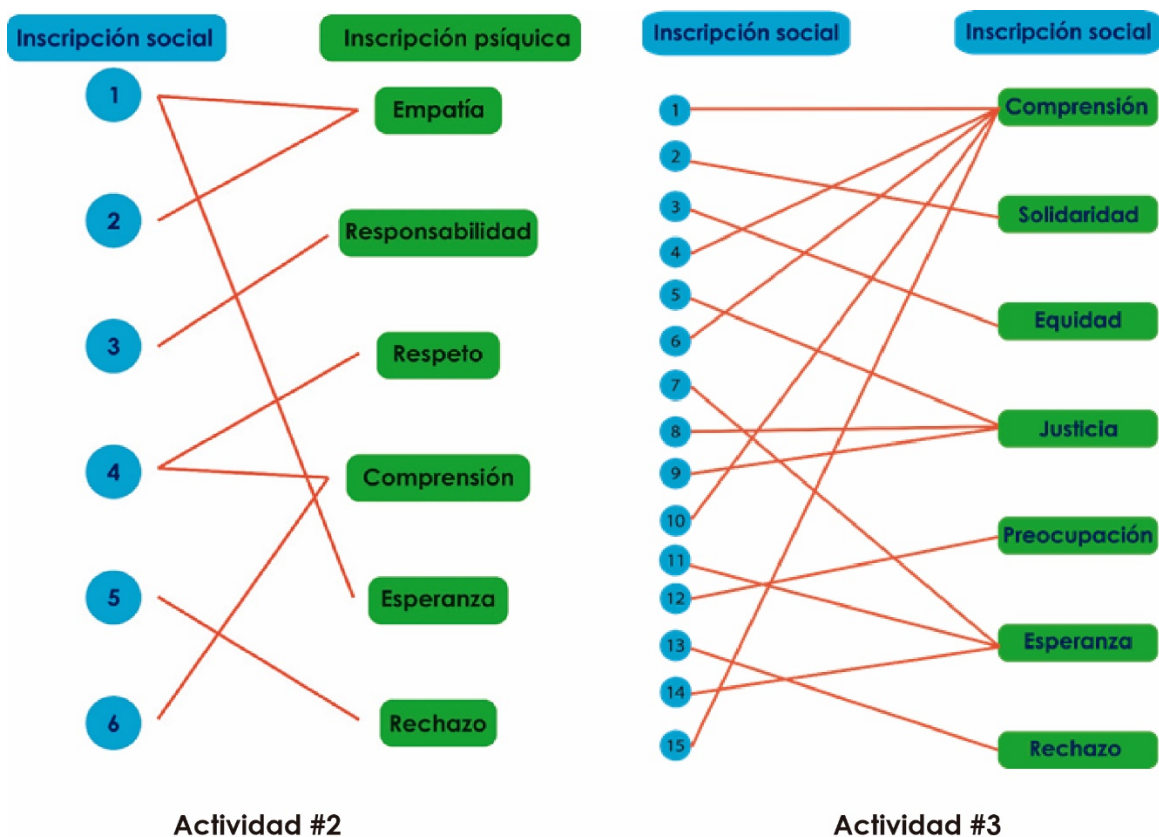 Inscripción social
Inscripción psíquica
1
Empatía
2
Responsabilidad
3
Respeto
4
Comprensión
5
Esperanza
6
Rechazo
Actividad #2
Inscripción social
Inscripción social
1
Comprensión
2
Solidaridad
3
4
5
Equidad
6
7
8
Justicia
9
10
Preocupación
11
12
13
Esperanza
14
15
Rechazo
Actividad #3